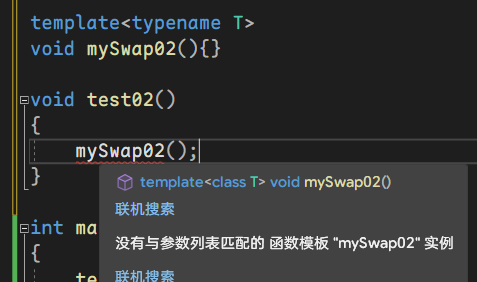 template<typename T>
void mySwap02(){}
void test02()
{
mySwap02();
}
template<class T> void mySwap02()
联机搜索
int ma
没有与参数列表匹配的 函数模板 "mySwap02" 实例
{
te
联机搜索